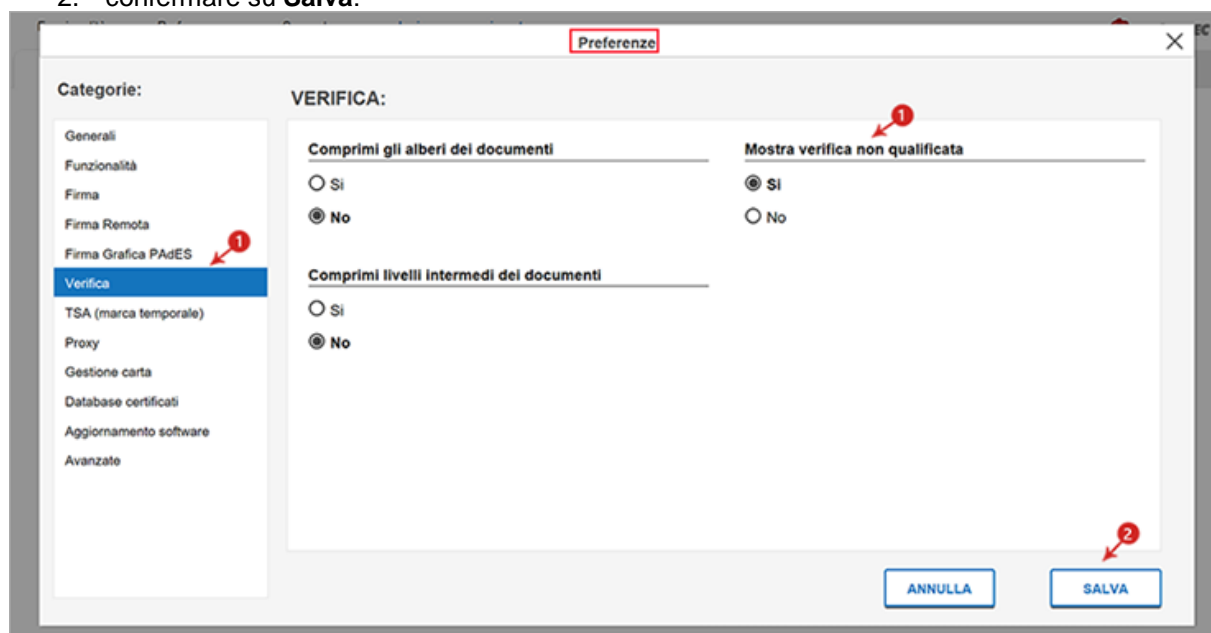 2. confermare su Salva.
Preferenze
Categorie:
Generali
Funzionalità
Firma
Firma Remota
Firma Grafica PAdES
1
Verifica
TSA (marca temporale)
Proxy
Gestione carta
Database certificati
Aggiornamento software
Avanzate
VERIFICA:
Comprimi gli alberi dei documenti
Si
No
Comprimi livelli intermedi dei documenti
Si
No
1
Mostra verifica non qualificata
Si
No
2
ANNULLA
SALVA